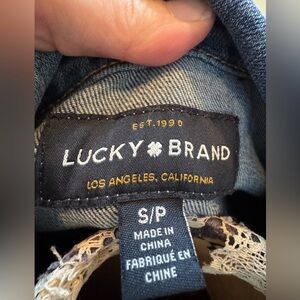 EST. 1990
LUCKY BRAND
LOS ANGELES, CALIFORNIA
S/P
MADE IN
CHINA
FABRIQUÉ EN
CHINE